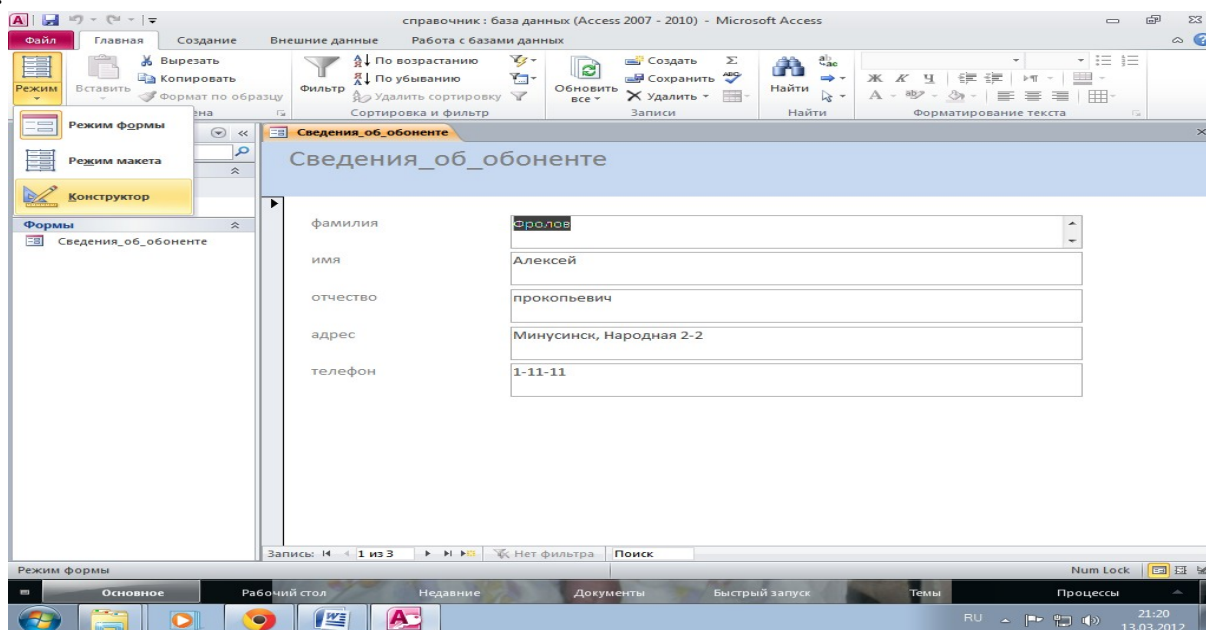 справочник : база данных (Access 2007 - 2010) - Microsoft Access
Файл Главная Создание Внешние данные Работа с базами данных
Режим
Вставить
Вырезать
Копировать
Формат по образцу
Фильтр
По возрастанию
По убыванию
Удалить сортировку
Сортировка и фильтр
Обновить все
Создать
Сохранить
Удалить
Записи
Найти
Найти
Ж К Ч
А
Форматирование текста
Режим формы
Режим макета
Конструктор
Формы
Сведения_об_обоненте
Сведения_об_обоненте
Сведения_об_обоненте
фамилия Фролов
имя Алексей
отчество прокопьевич
адрес Минусинск, Народная 2-2
телефон 1-11-11
Запись: 1 из 3 Нет фильтра Поиск
Режим формы Num Lock
Основное Рабочий стол Недавние Документы Быстрый запуск Темы Процессы
RU 21:20
13.03.2012